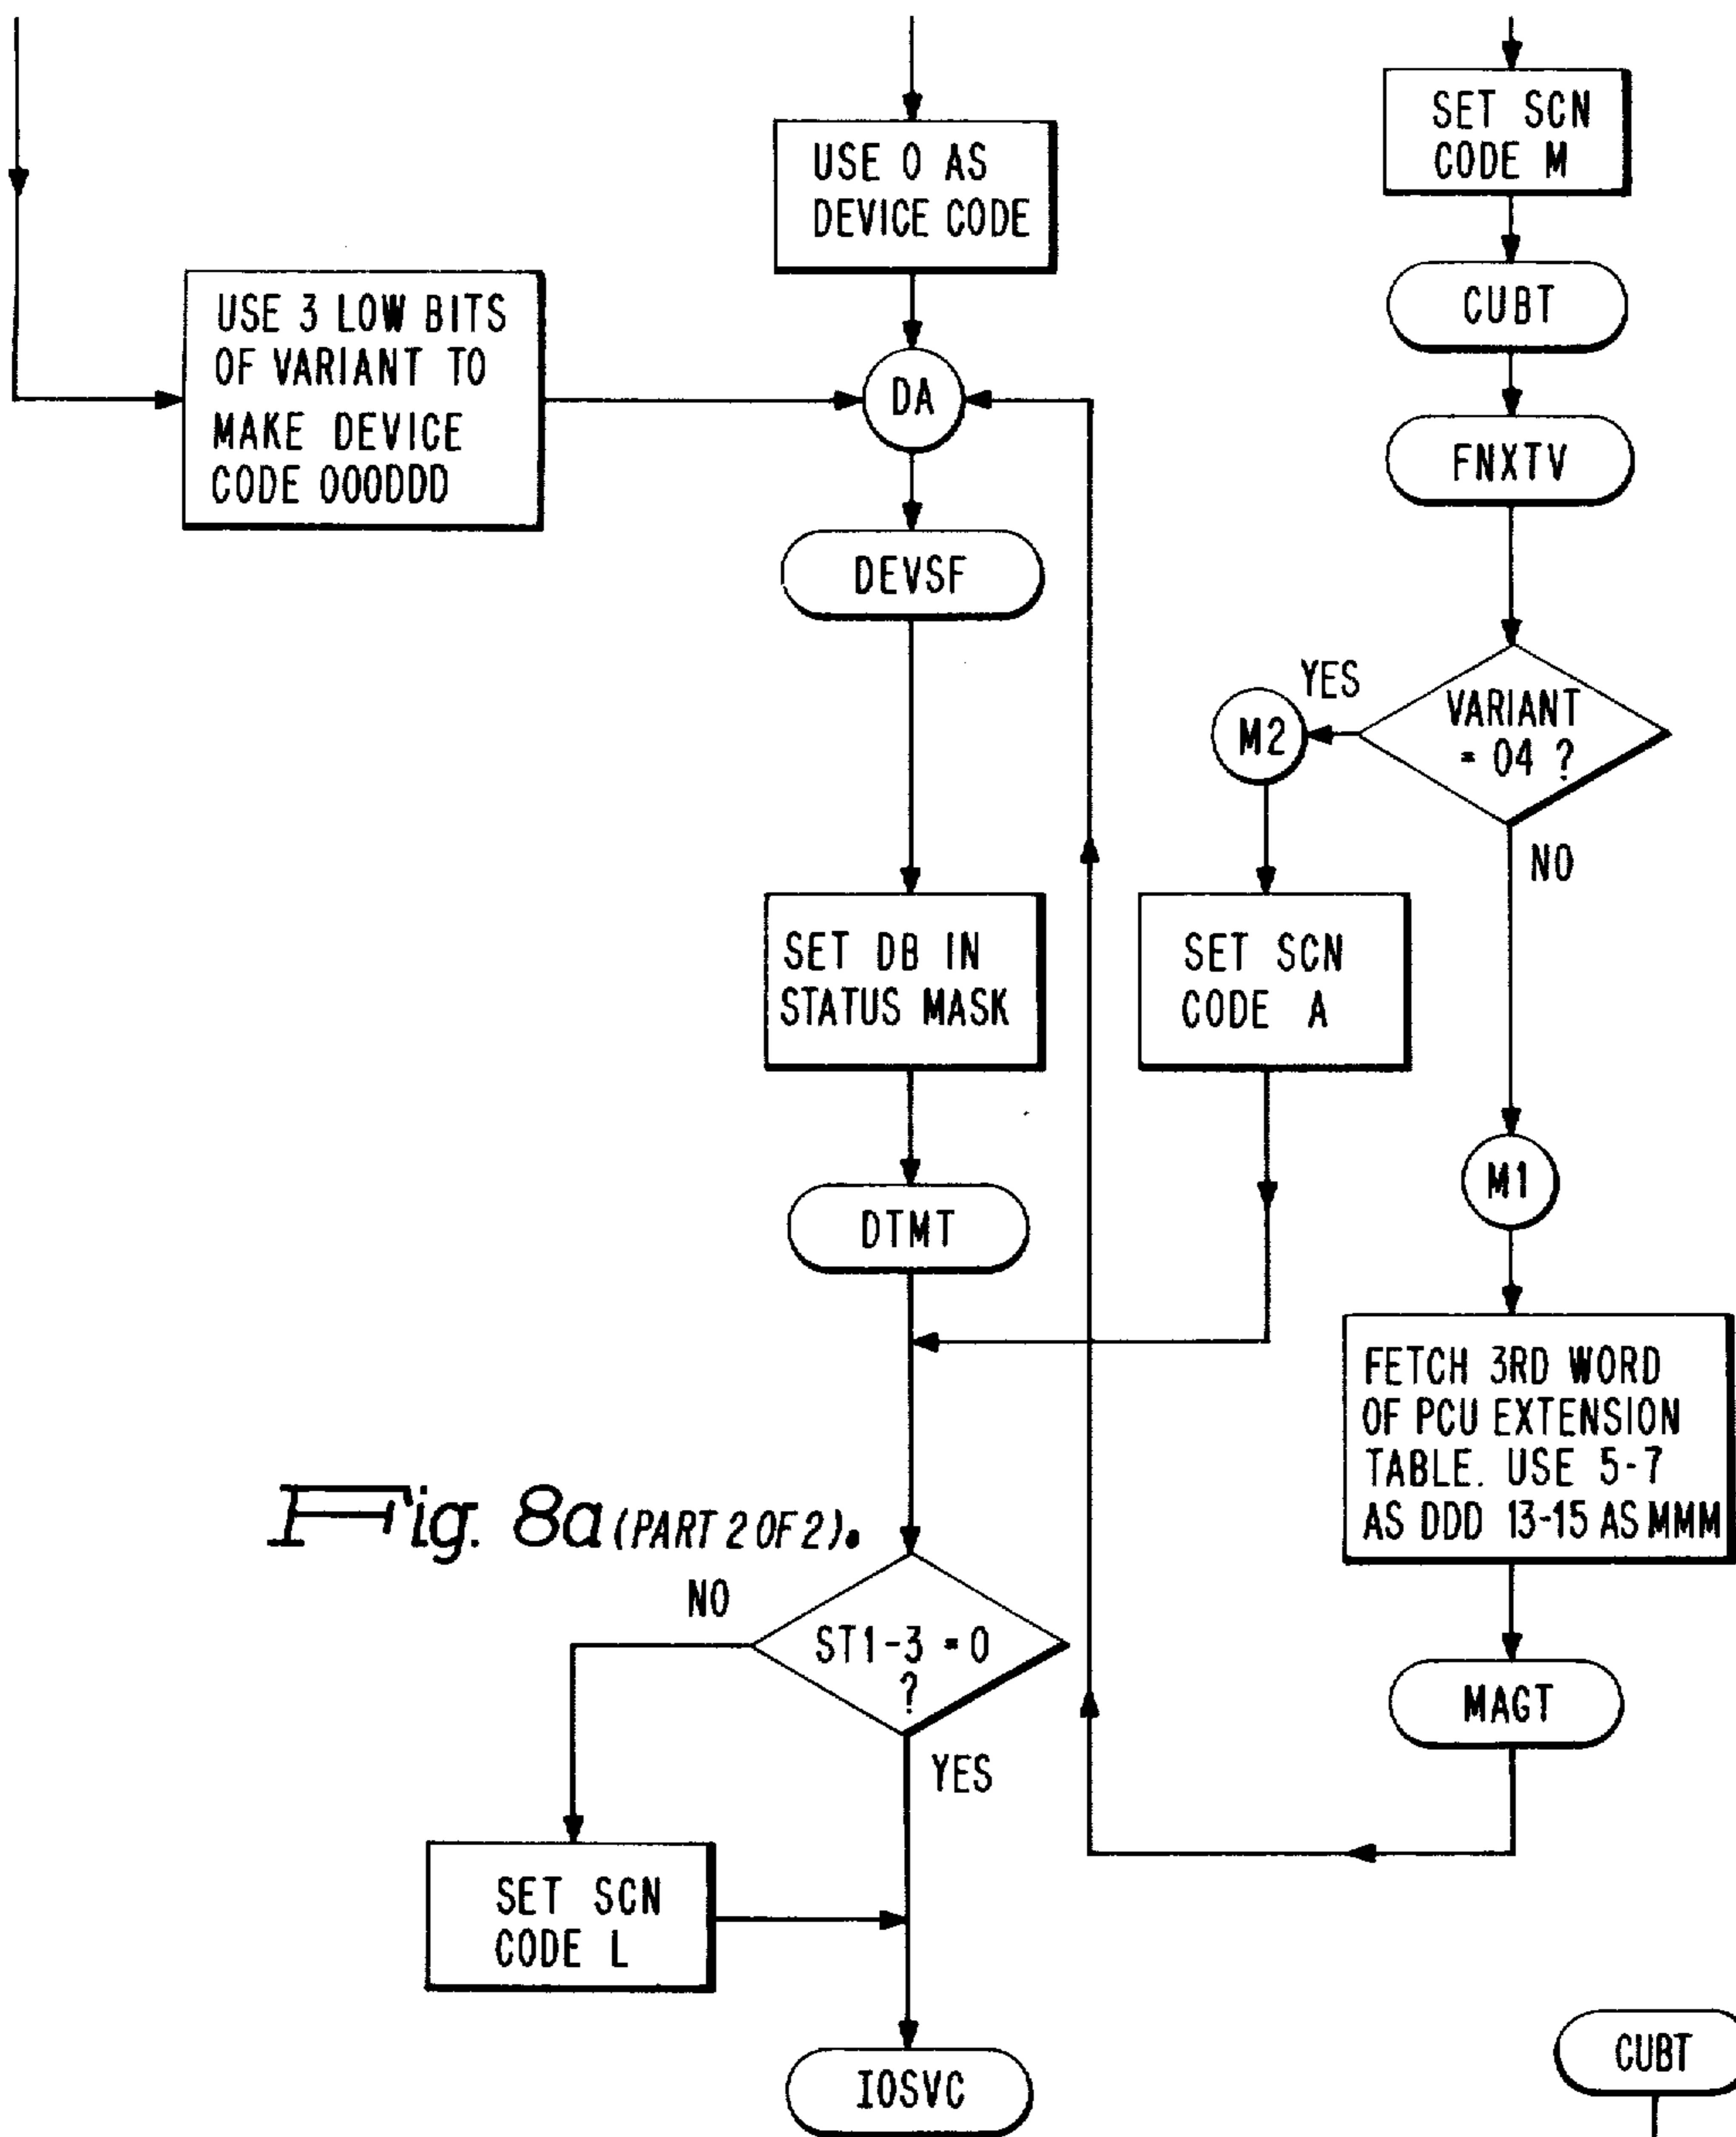 USE 0 AS
DEVICE CODE
SET SCN
CODE M
USE 3 LOW BITS
OF VARIANT TO
MAKE DEVICE
CODE 000DDD
DA
CUBT
FNXTV
DEVSF
YES
VARIANT
= 04 ?
M2
NO
SET DB IN
STATUS MASK
SET SCN
CODE A
M1
DTMT
FETCH 3RD WORD
OF PCU EXTENSION
TABLE. USE 5-7
AS DDD 13-15 AS MMM
Fig. 8a (PART 2 OF 2).
NO
ST1-3 = 0
?
YES
MAGT
SET SCN
CODE L
IOSVC
CUBT